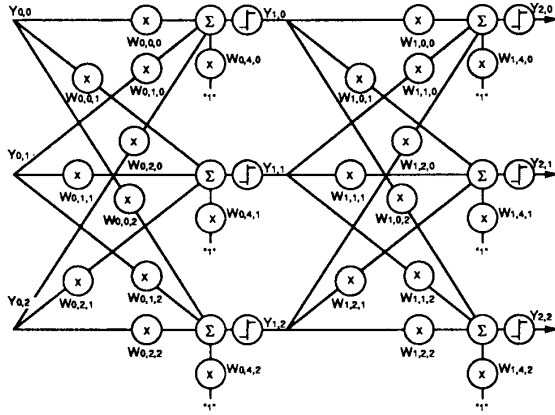 Y0,0 Σ Y1,0 Σ Y2,0
x x
W0,0,0 W1,0,0
x x x x x x
W0,0,1 W0,1,0 W0,4,0 W1,0,1 W1,1,0 W1,4,0
"1" "1"
x x
Y0,1 W0,2,0 Y1,1 W1,2,0 Y2,1
x Σ x Σ
W0,1,1 W1,1,1
x x
W0,0,2 W1,0,2
x x
W0,4,1 W1,4,1
"1" "1"
x x x x
W0,2,1 W0,1,2 W1,2,1 W1,1,2
Y0,2 Y1,2 Y2,2
x Σ x Σ
W0,2,2 W1,2,2
x x
W0,4,2 W1,4,2
"1" "1"